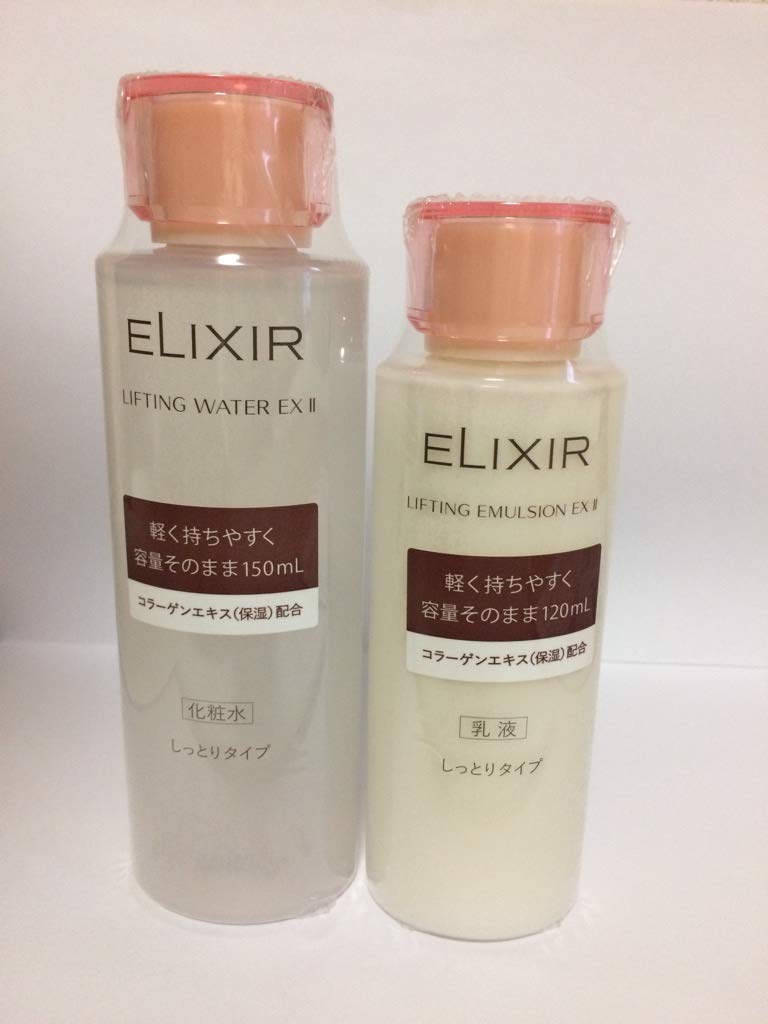 ELIXIR
LIFTING WATER EX II
軽く持ちやすく
容量そのまま150mL
コラーゲンエキス(保湿)配合
化粧水
しっとりタイプ
ELIXIR
LIFTING EMULSION EX II
軽く持ちやすく
容量そのまま120mL
コラーゲンエキス(保湿)配合
乳液
しっとりタイプ